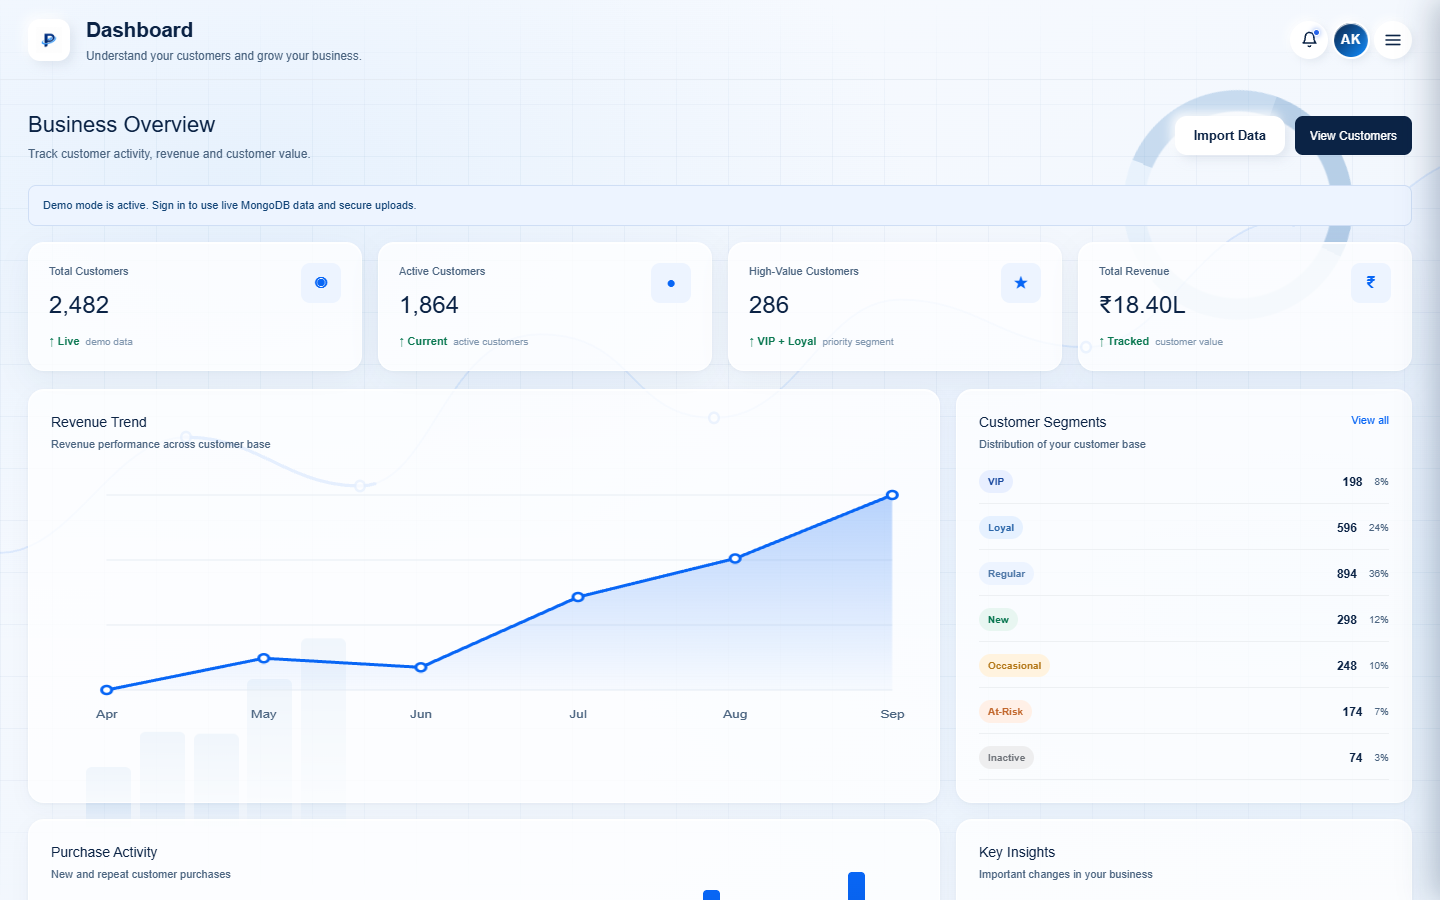 P
Dashboard
Understand your customers and grow your business.
AK
Business Overview
Track customer activity, revenue and customer value.
Import Data
View Customers
Demo mode is active. Sign in to use live MongoDB data and secure uploads.
Total Customers
2,482
↑ Live demo data
Active Customers
1,864
↑ Current active customers
High-Value Customers
286
↑ VIP + Loyal priority segment
Total Revenue
₹
₹18.40L
↑ Tracked customer value
Revenue Trend
Revenue performance across customer base
Apr May Jun Jul Aug Sep
Customer Segments
View all
Distribution of your customer base
VIP 198 8%
Loyal 596 24%
Regular 894 36%
New 298 12%
Occasional 248 10%
At-Risk 174 7%
Inactive 74 3%
Purchase Activity
New and repeat customer purchases
Key Insights
Important changes in your business